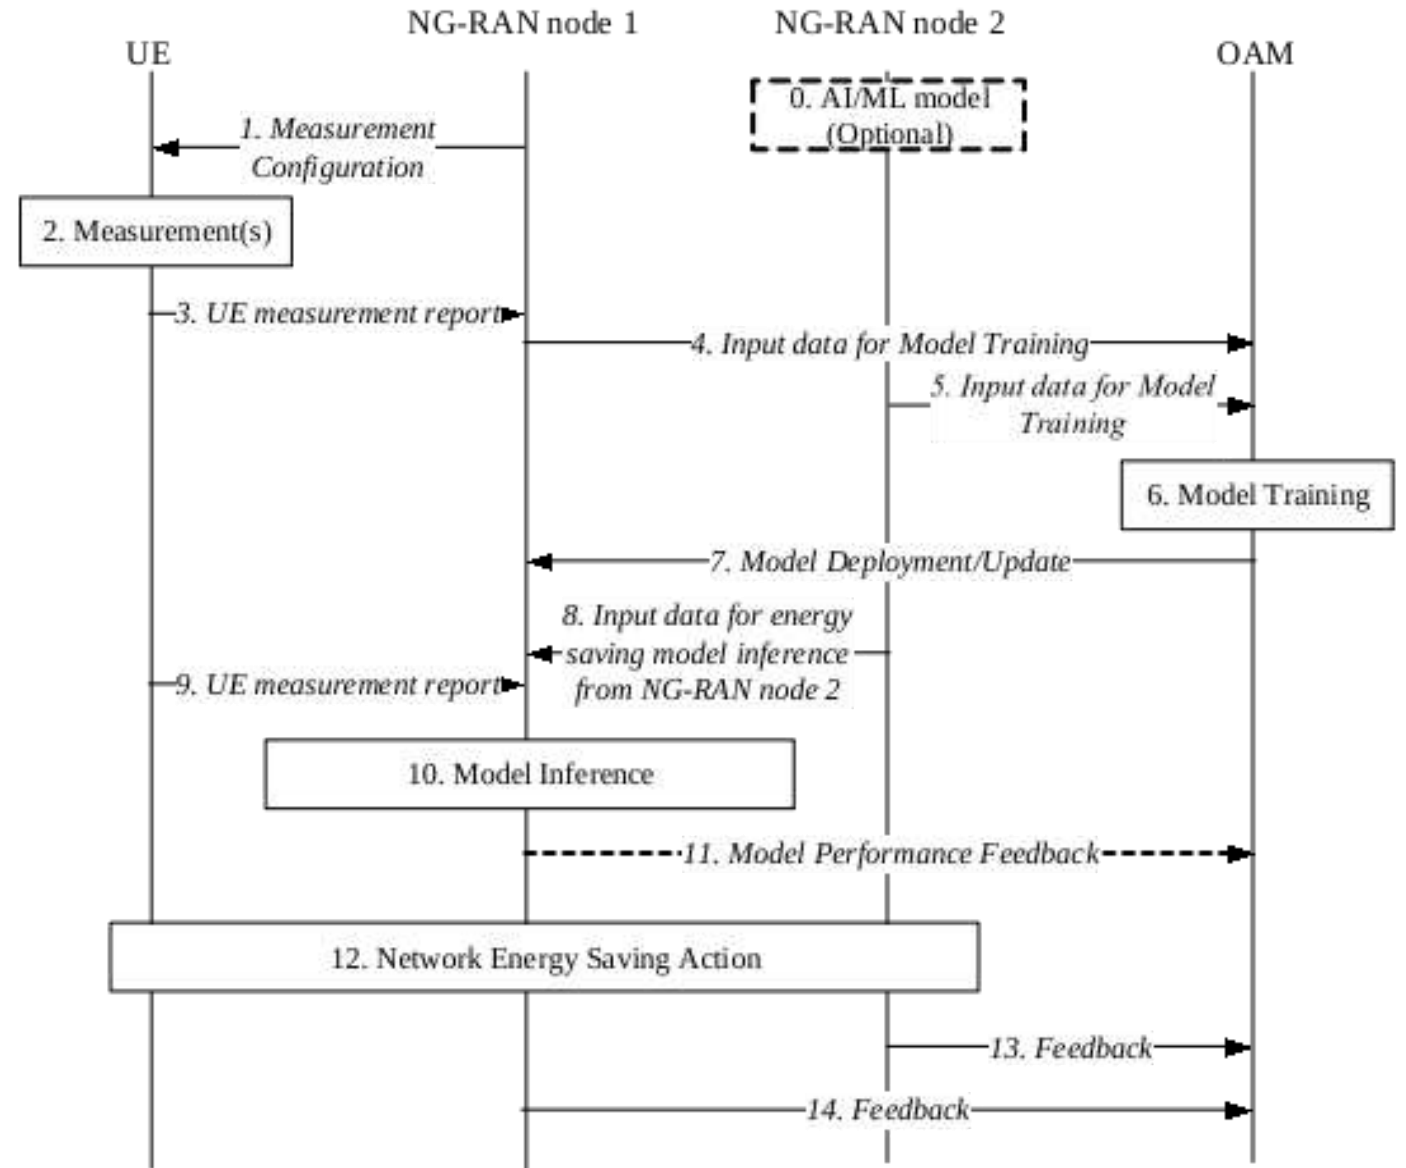 NG-RAN node 1
NG-RAN node 2
UE
OAM
0. AI/ML model
(Optional)
1. Measurement
Configuration
2. Measurement(s)
3. UE measurement report
4. Input data for Model Training
5. Input data for Model
Training
6. Model Training
7. Model Deployment/Update
8. Input data for energy
saving model inference
from NG-RAN node 2
9. UE measurement report
10. Model Inference
11. Model Performance Feedback
12. Network Energy Saving Action
13. Feedback
14. Feedback